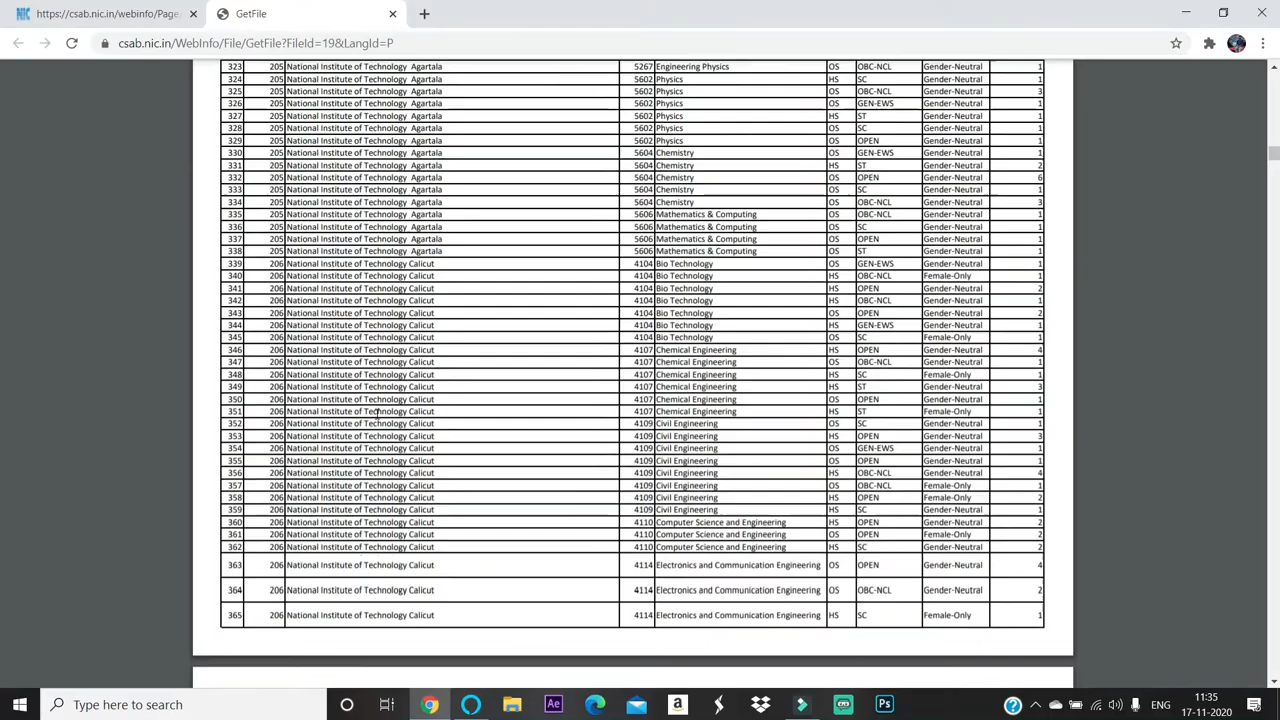 https://csab.nic.in/webinfo/Page
GetFile
csab.nic.in/WebInfo/File/GetFile?FileId=19&LangId=P
323 205 National Institute of Technology Agartala 5267 Engineering Physics OS OBC-NCL Gender-Neutral 1
324 205 National Institute of Technology Agartala 5602 Physics HS SC Gender-Neutral 1
325 205 National Institute of Technology Agartala 5602 Physics OS OBC-NCL Gender-Neutral 3
326 205 National Institute of Technology Agartala 5602 Physics OS GEN-EWS Gender-Neutral 1
327 205 National Institute of Technology Agartala 5602 Physics HS ST Gender-Neutral 1
328 205 National Institute of Technology Agartala 5602 Physics OS SC Gender-Neutral 1
329 205 National Institute of Technology Agartala 5602 Physics OS OPEN Gender-Neutral 1
330 205 National Institute of Technology Agartala 5604 Chemistry OS GEN-EWS Gender-Neutral 1
331 205 National Institute of Technology Agartala 5604 Chemistry HS ST Gender-Neutral 2
332 205 National Institute of Technology Agartala 5604 Chemistry OS OPEN Gender-Neutral 6
333 205 National Institute of Technology Agartala 5604 Chemistry OS SC Gender-Neutral 1
334 205 National Institute of Technology Agartala 5604 Chemistry OS OBC-NCL Gender-Neutral 3
335 205 National Institute of Technology Agartala 5606 Mathematics & Computing OS OBC-NCL Gender-Neutral 1
336 205 National Institute of Technology Agartala 5606 Mathematics & Computing OS SC Gender-Neutral 1
337 205 National Institute of Technology Agartala 5606 Mathematics & Computing OS OPEN Gender-Neutral 1
338 205 National Institute of Technology Agartala 5606 Mathematics & Computing OS ST Gender-Neutral 1
339 206 National Institute of Technology Calicut 4104 Bio Technology OS GEN-EWS Gender-Neutral 1
340 206 National Institute of Technology Calicut 4104 Bio Technology HS OBC-NCL Female-Only 1
341 206 National Institute of Technology Calicut 4104 Bio Technology HS OPEN Gender-Neutral 2
342 206 National Institute of Technology Calicut 4104 Bio Technology HS OBC-NCL Gender-Neutral 1
343 206 National Institute of Technology Calicut 4104 Bio Technology OS OPEN Gender-Neutral 2
344 206 National Institute of Technology Calicut 4104 Bio Technology HS GEN-EWS Gender-Neutral 1
345 206 National Institute of Technology Calicut 4104 Bio Technology OS SC Female-Only 1
346 206 National Institute of Technology Calicut 4107 Chemical Engineering HS OPEN Gender-Neutral 4
347 206 National Institute of Technology Calicut 4107 Chemical Engineering OS OBC-NCL Gender-Neutral 1
348 206 National Institute of Technology Calicut 4107 Chemical Engineering HS SC Female-Only 1
349 206 National Institute of Technology Calicut 4107 Chemical Engineering HS ST Gender-Neutral 3
350 206 National Institute of Technology Calicut 4107 Chemical Engineering OS OPEN Gender-Neutral 1
351 206 National Institute of Technology Calicut 4107 Chemical Engineering HS ST Female-Only 1
352 206 National Institute of Technology Calicut 4109 Civil Engineering OS SC Gender-Neutral 1
353 206 National Institute of Technology Calicut 4109 Civil Engineering HS OPEN Gender-Neutral 3
354 206 National Institute of Technology Calicut 4109 Civil Engineering OS GEN-EWS Gender-Neutral 1
355 206 National Institute of Technology Calicut 4109 Civil Engineering OS OPEN Gender-Neutral 1
356 206 National Institute of Technology Calicut 4109 Civil Engineering HS OBC-NCL Gender-Neutral 4
357 206 National Institute of Technology Calicut 4109 Civil Engineering OS OBC-NCL Female-Only 1
358 206 National Institute of Technology Calicut 4109 Civil Engineering HS OPEN Female-Only 2
359 206 National Institute of Technology Calicut 4109 Civil Engineering HS SC Gender-Neutral 1
360 206 National Institute of Technology Calicut 4110 Computer Science and Engineering HS OPEN Gender-Neutral 2
361 206 National Institute of Technology Calicut 4110 Computer Science and Engineering OS OPEN Female-Only 2
362 206 National Institute of Technology Calicut 4110 Computer Science and Engineering HS SC Gender-Neutral 2
363 206 National Institute of Technology Calicut 4114 Electronics and Communication Engineering OS OPEN Gender-Neutral 4
364 206 National Institute of Technology Calicut 4114 Electronics and Communication Engineering OS OBC-NCL Gender-Neutral 2
365 206 National Institute of Technology Calicut 4114 Electronics and Communication Engineering HS SC Female-Only 1
Type here to search
Ae
a
Ps
ENG
11:35
17-11-2020